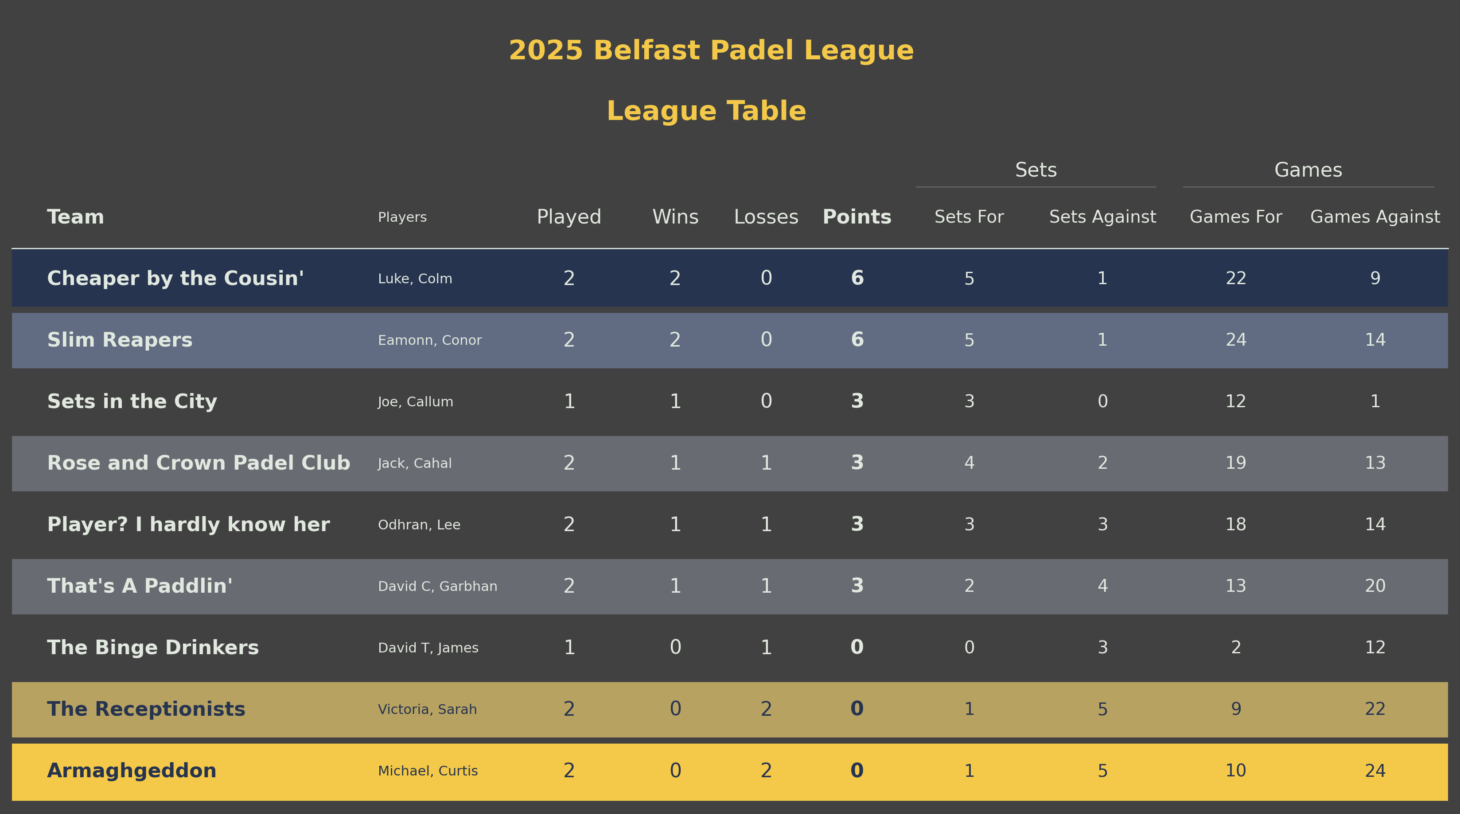 2025 Belfast Padel League
League Table
Sets Games
Team Players Played Wins Losses Points Sets For Sets Against Games For Games Against
Cheaper by the Cousin' Luke, Colm 2 2 0 6 5 1 22 9
Slim Reapers Eamonn, Conor 2 2 0 6 5 1 24 14
Sets in the City Joe, Callum 1 1 0 3 3 0 12 1
Rose and Crown Padel Club Jack, Cahal 2 1 1 3 4 2 19 13
Player? I hardly know her Odhran, Lee 2 1 1 3 3 3 18 14
That's A Paddlin' David C, Garbhan 2 1 1 3 2 4 13 20
The Binge Drinkers David T, James 1 0 1 0 0 3 2 12
The Receptionists Victoria, Sarah 2 0 2 0 1 5 9 22
Armaghgeddon Michael, Curtis 2 0 2 0 1 5 10 24